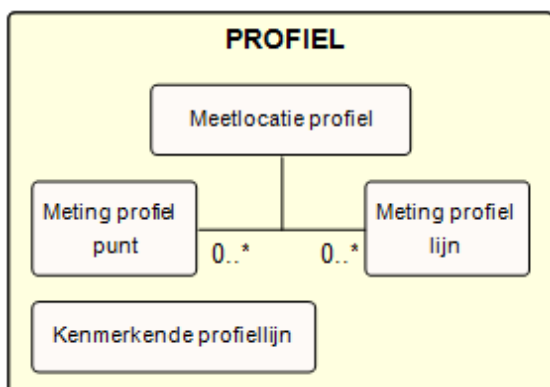 PROFIEL
Meetlocatie profiel
Meting profiel
punt
0..*
0..*
Meting profiel
lijn
Kenmerkende profiellijn